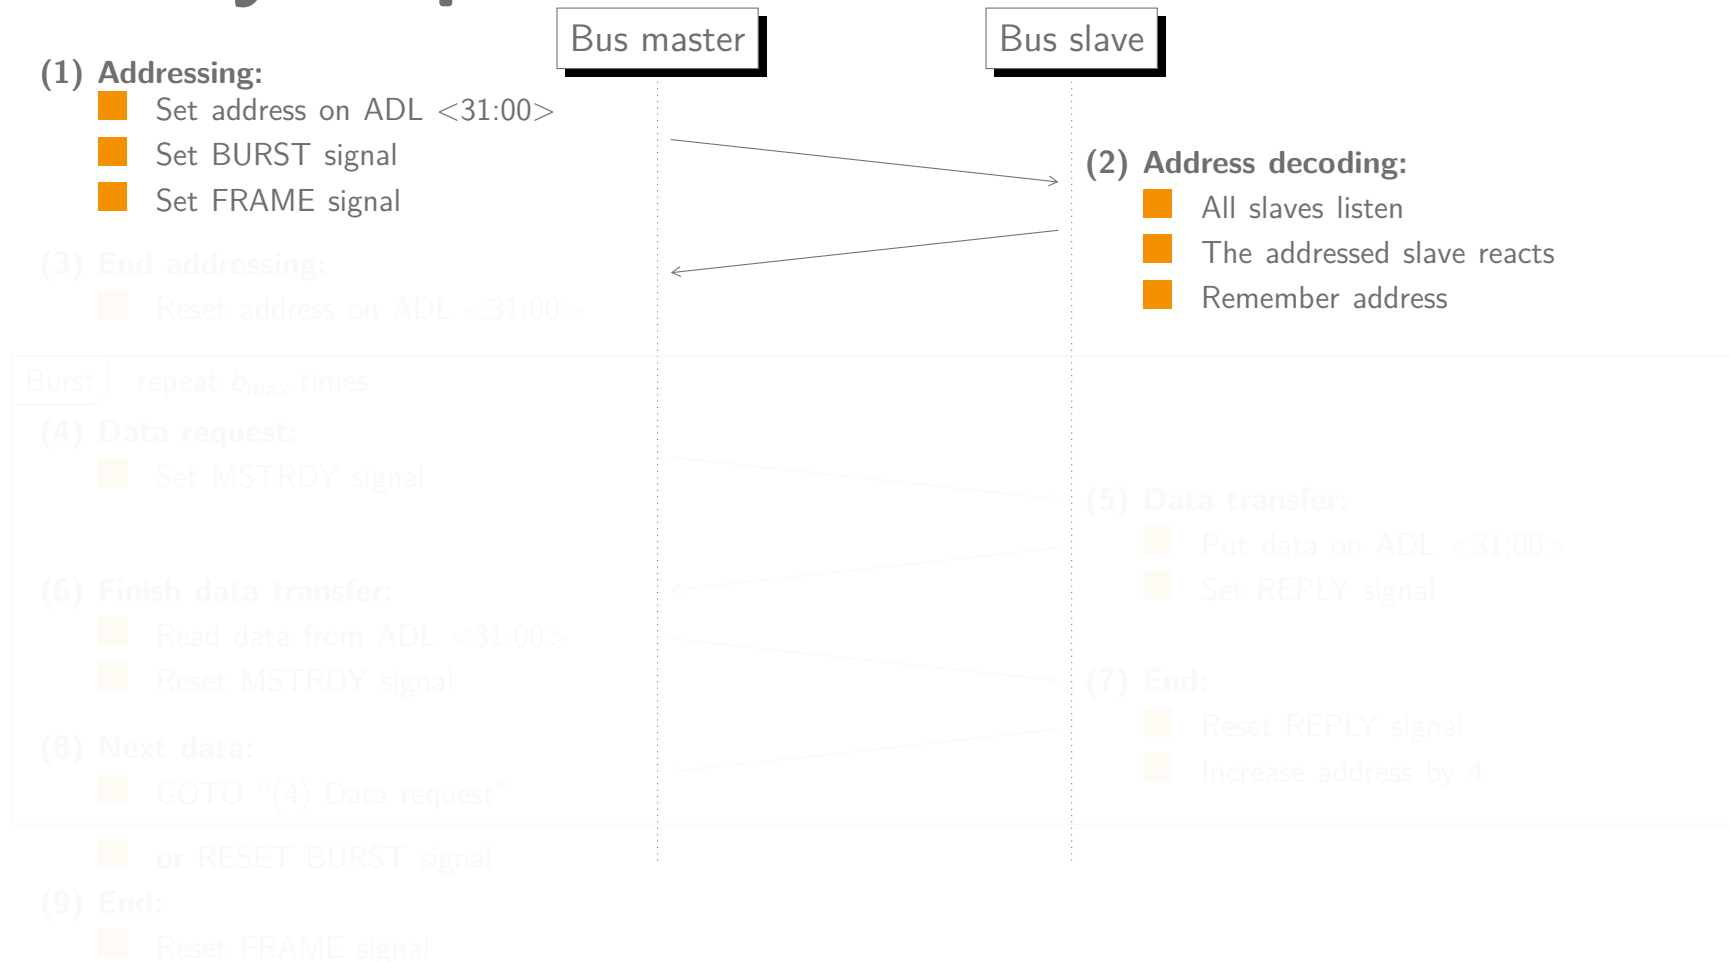 Bus master
Bus slave
(1) Addressing:
Set address on ADL <31:00>
Set BURST signal
Set FRAME signal
(2) Address decoding:
All slaves listen
The addressed slave reacts
Remember address
(3) End addressing:
Reset address on ADL <31:00>
Burst repeat b_max times
(4) Data request:
Set MSTRDY signal
(5) Data transfer:
Put data on ADL <31:00>
Set REPLY signal
(6) Finish data transfer:
Read data from ADL <31:00>
Reset MSTRDY signal
(7) End:
Reset REPLY signal
Increase address by 4
(8) Next data:
GOTO "(4) Data request"
or RESET BURST signal
(9) End:
Reset FRAME signal